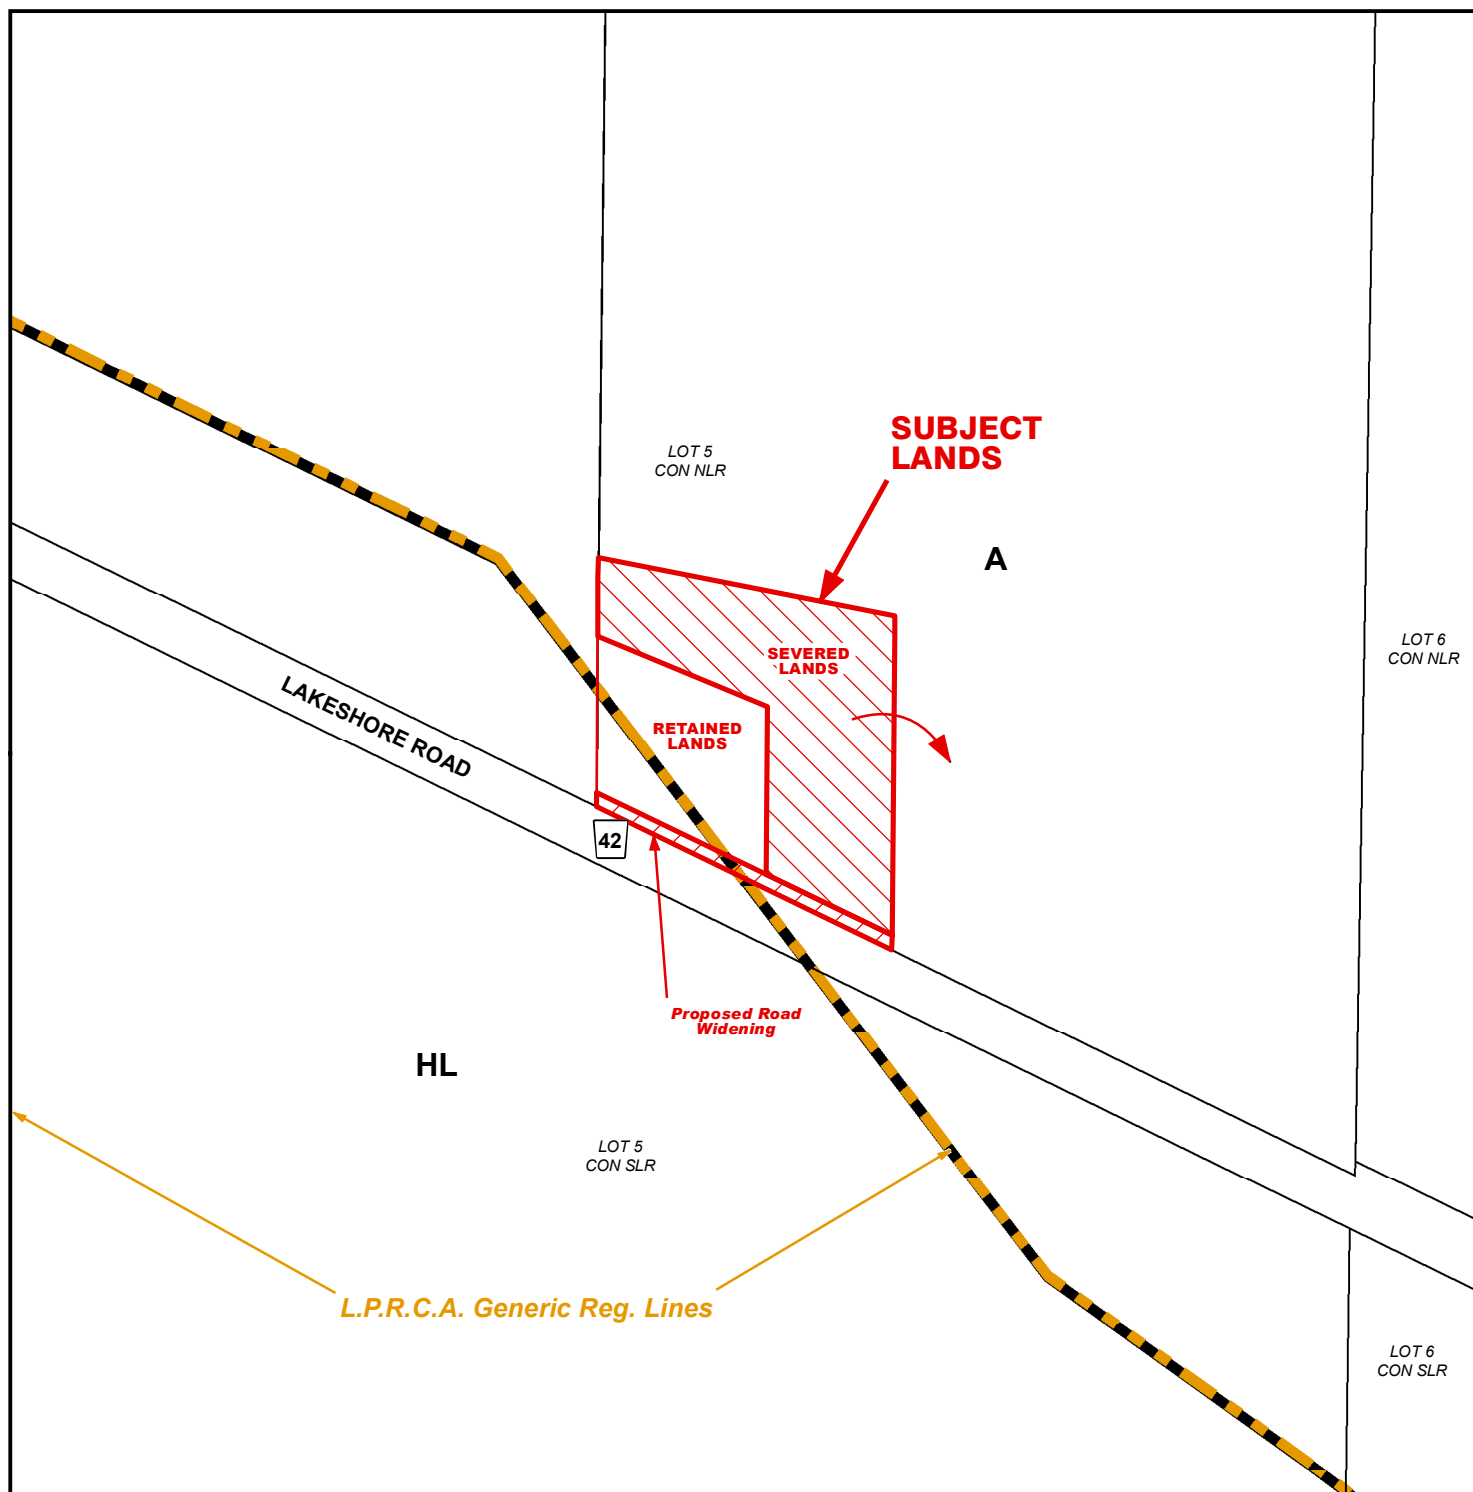 SUBJECT
LANDS
LOT 5
CON NLR
A
LOT 6
CON NLR
SEVERED
LANDS
LAKESHORE ROAD
RETAINED
LANDS
42
Proposed Road
Widening
HL
LOT 5
CON SLR
L.P.R.C.A. Generic Reg. Lines
LOT 6
CON SLR